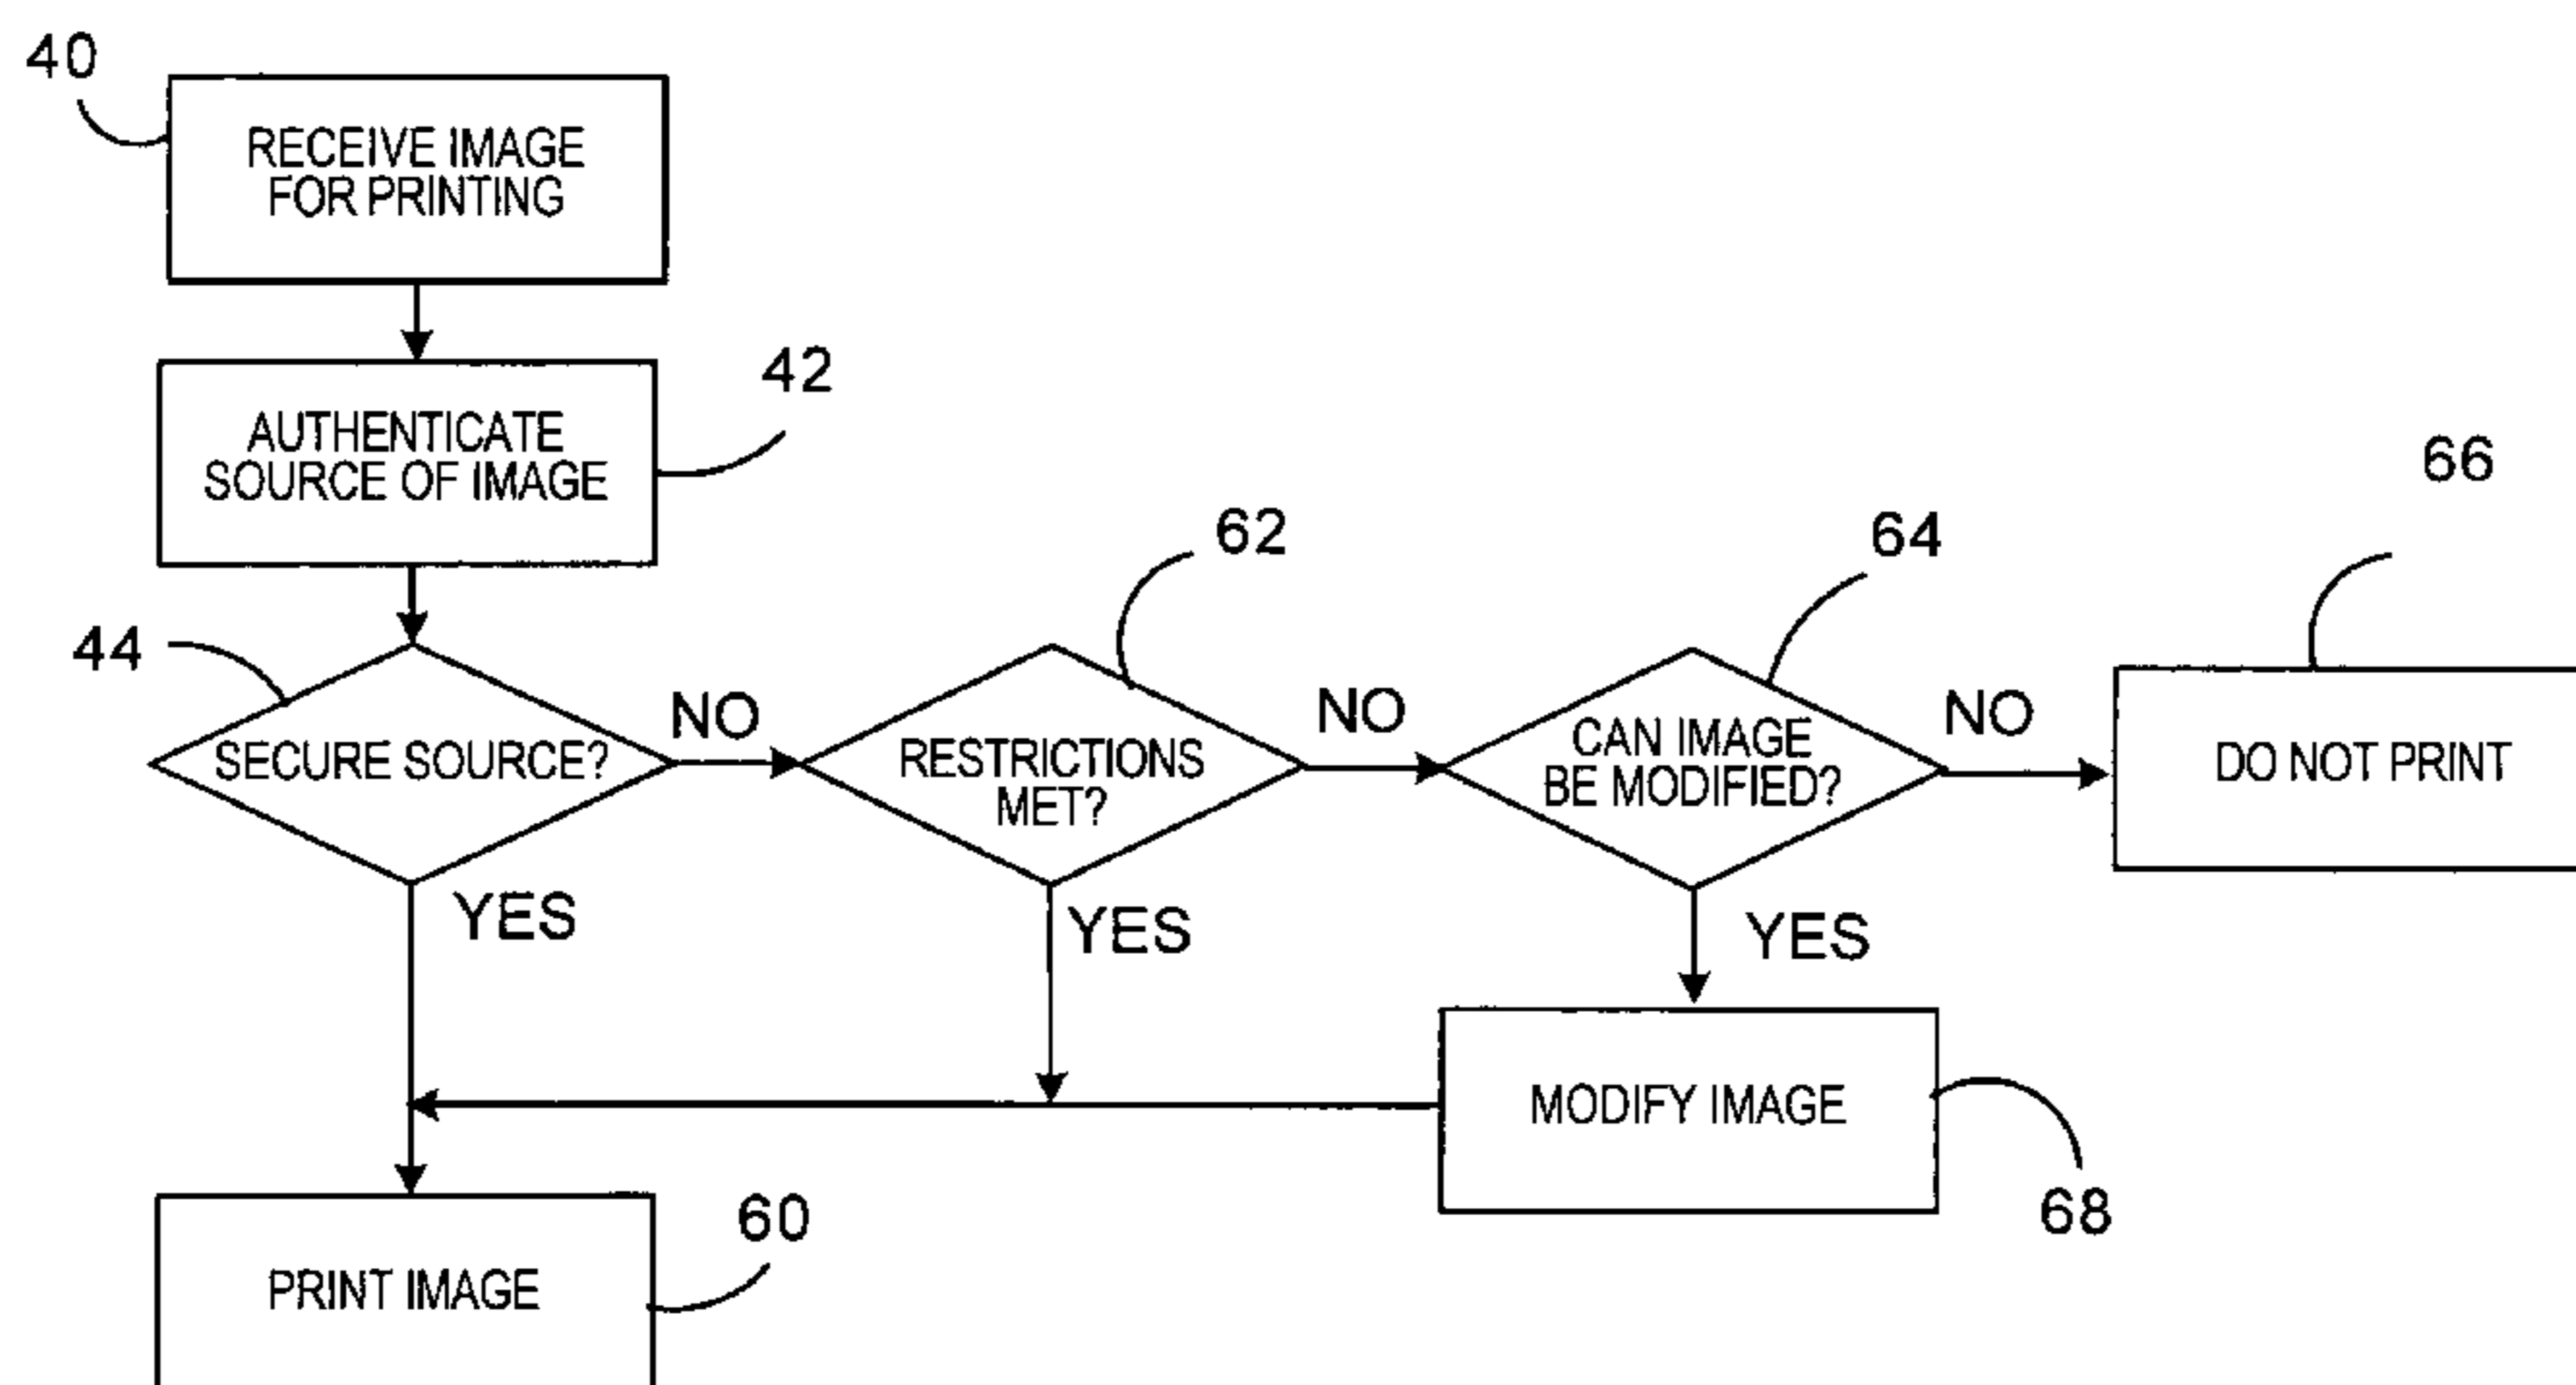 40
RECEIVE IMAGE
FOR PRINTING
42
AUTHENTICATE
SOURCE OF IMAGE
44
SECURE SOURCE?
NO
YES
62
RESTRICTIONS
MET?
NO
YES
64
CAN IMAGE
BE MODIFIED?
NO
YES
66
DO NOT PRINT
MODIFY IMAGE
68
PRINT IMAGE
60